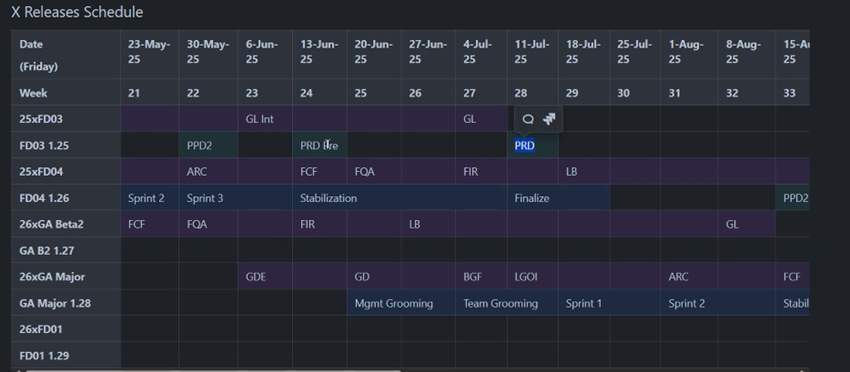 X Releases Schedule
Date (Friday) 23-May-25 30-May-25 6-Jun-25 13-Jun-25 20-Jun-25 27-Jun-25 4-Jul-25 11-Jul-25 18-Jul-25 25-Jul-25 1-Aug-25 8-Aug-25 15-Au 25
Week 21 22 23 24 25 26 27 28 29 30 31 32 33
25xFD03 GL Int GL
FD03 1.25 PPD2 PRD Pre PRD
25xFD04 ARC FCF FQA FIR LB
FD04 1.26 Sprint 2 Sprint 3 Stabilization Finalize PPD2
26xGA Beta2 FCF FQA FIR LB GL
GA B2 1.27
26xGA Major GDE GD BGF LGOI ARC FCF
GA Major 1.28 Mgmt Grooming Team Grooming Sprint 1 Sprint 2 Stabil
26xFD01
FD01 1.29